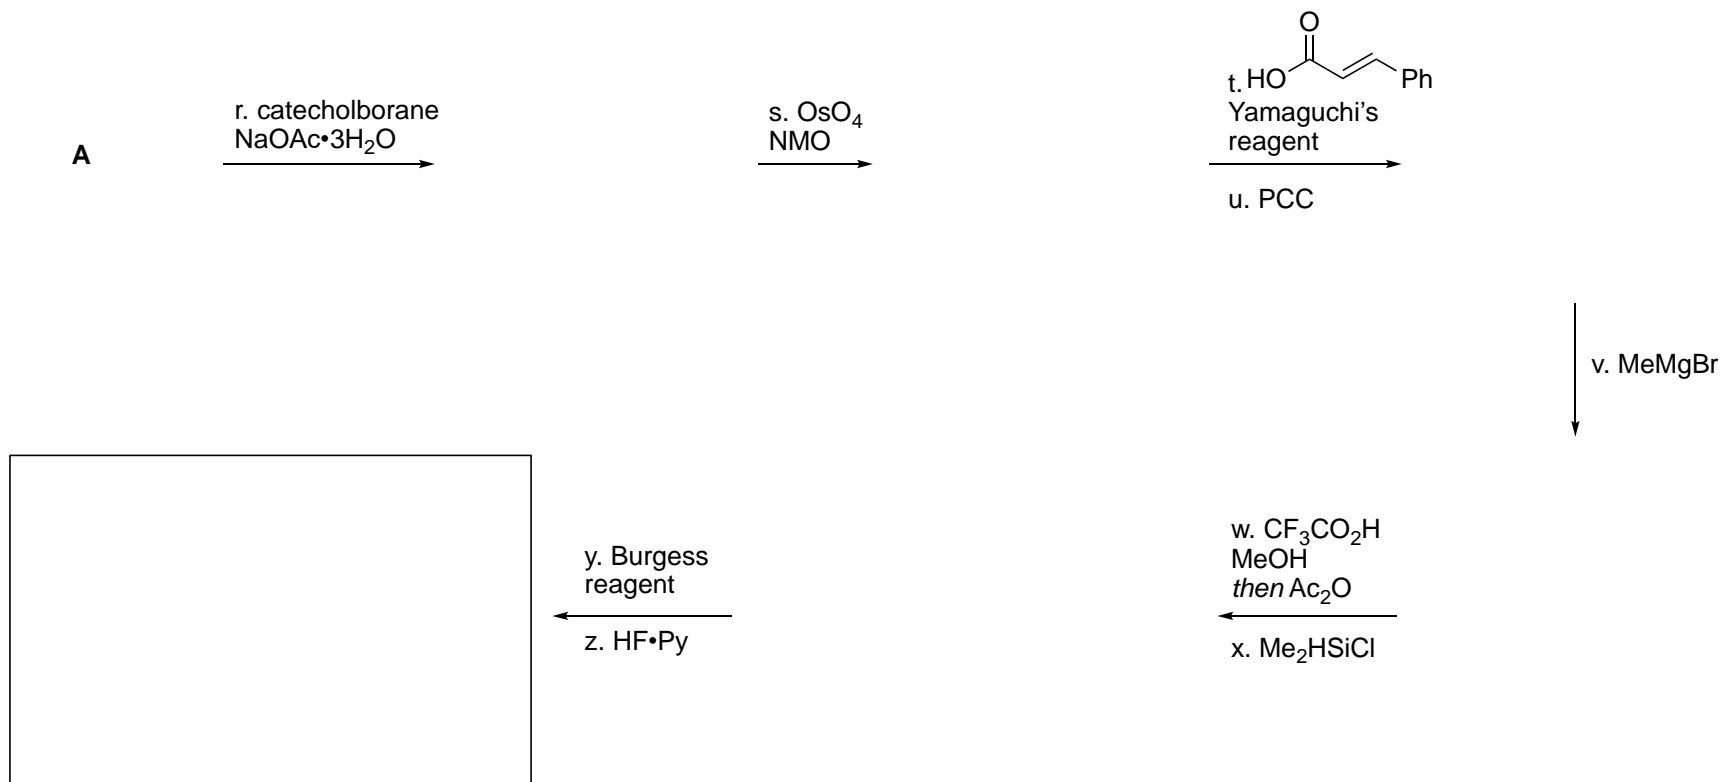 A
r. catecholborane
NaOAc•3H₂O
s. OsO₄
NMO
O
t. HO
Ph
Yamaguchi's
reagent
u. PCC
v. MeMgBr
w. CF₃CO₂H
MeOH
then Ac₂O
x. Me₂HSiCl
y. Burgess
reagent
z. HF•Py